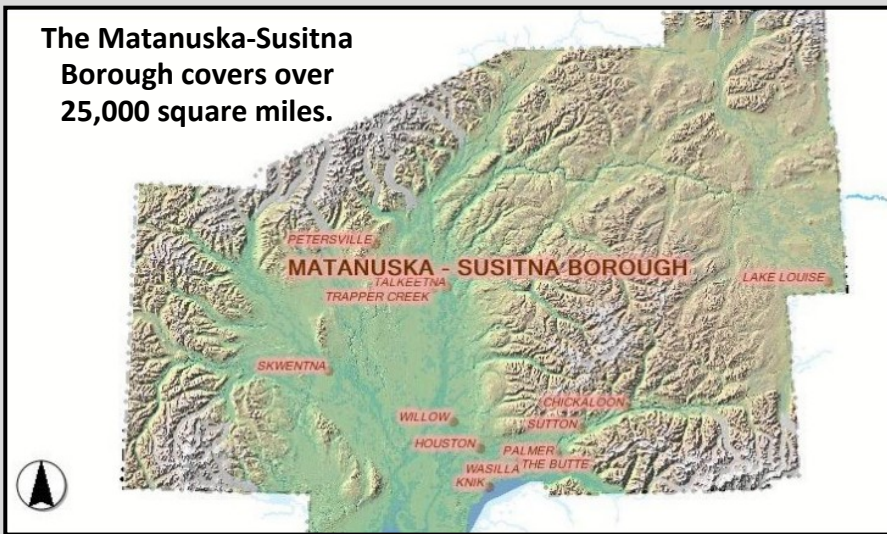 The Matanuska-Susitna
Borough covers over
25,000 square miles.
PETERSVILLE
MATANUSKA - SUSITNA BOROUGH
TALKEETNA
LAKE LOUISE
TRAPPER CREEK
SKWENTNA
CHICKALOON
WILLOW
SUTTON
HOUSTON
PALMER
WASILLA
THE BUTTE
KNIK